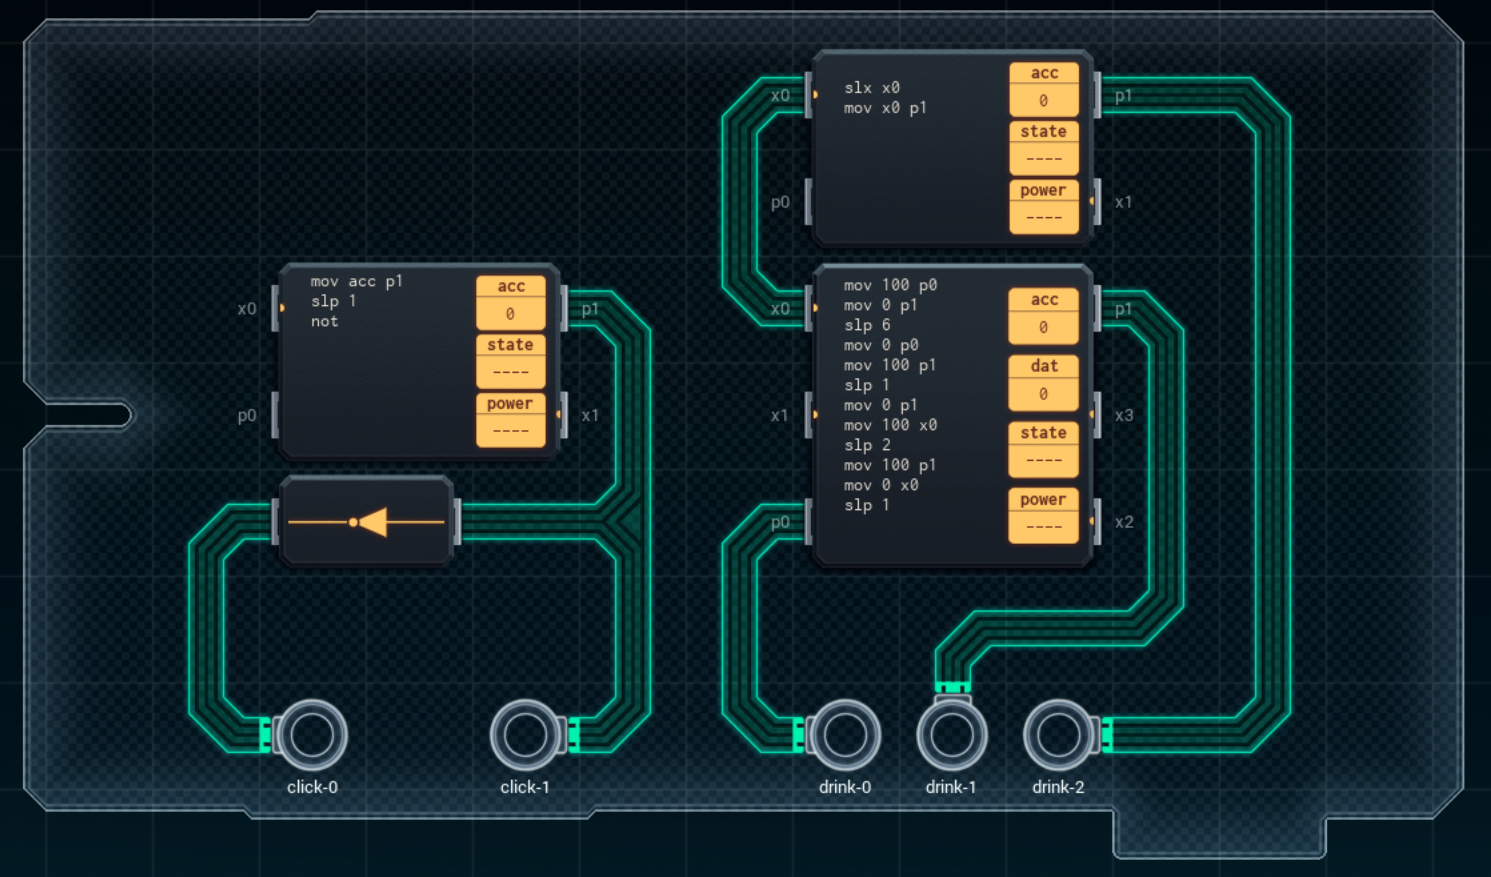 x0
slx x0
mov x0 p1
acc
0
state
----
power
----
p1
p0
x1
x0
mov acc p1
slp 1
not
acc
0
state
----
power
----
p1
p0
x1
x0
mov 100 p0
mov 0 p1
slp 6
mov 0 p0
mov 100 p1
slp 1
mov 0 p1
mov 100 x0
slp 2
mov 100 p1
mov 0 x0
slp 1
acc
0
dat
0
state
----
power
----
p1
x1
x3
p0
x2
click-0
click-1
drink-0
drink-1
drink-2